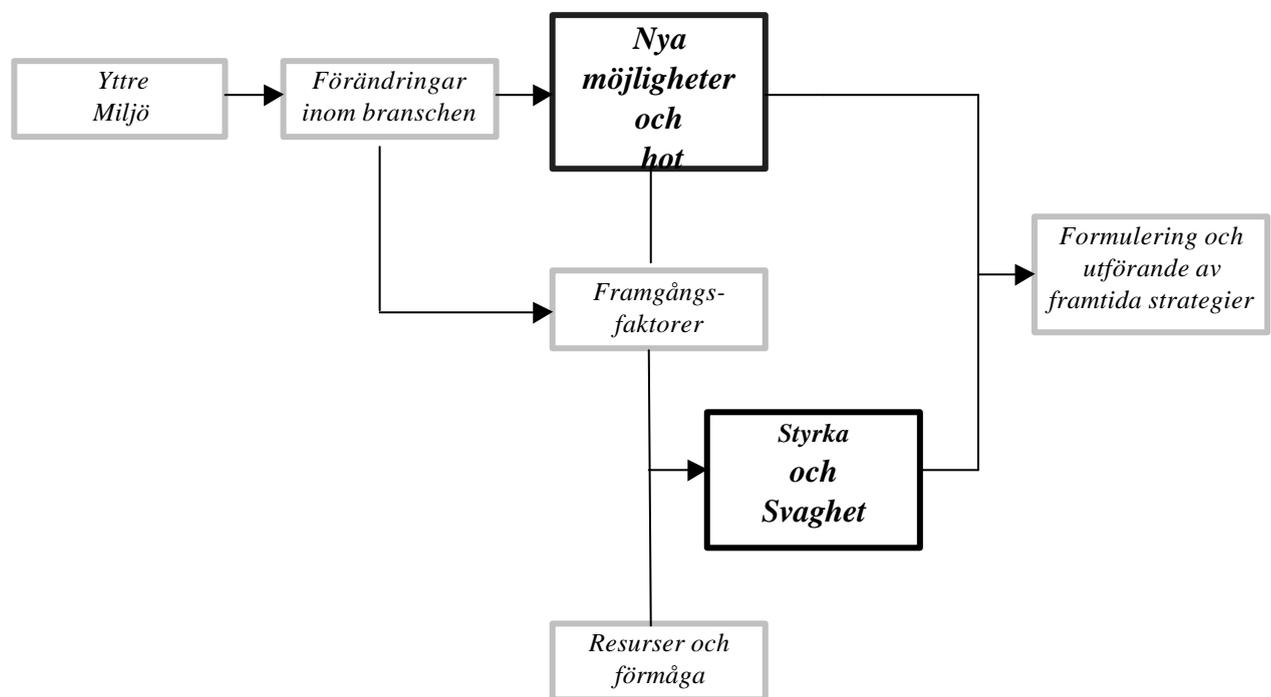 Yttre
Miljö
Förändringar
inom branschen
Nya
möjligheter
och
hot
Formulering och
utförande av
framtida strategier
Framgångs-
faktorer
Styrka
och
Svaghet
Resurser och
förmåga